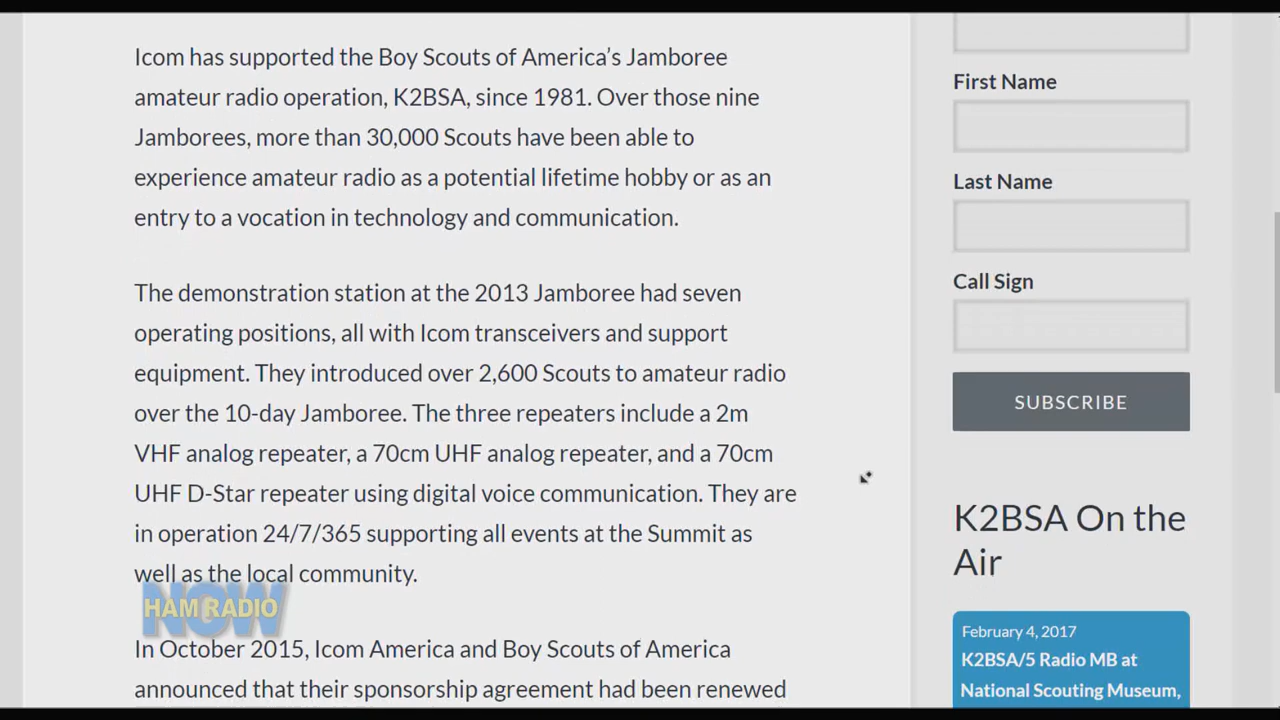 Icom has supported the Boy Scouts of America’s Jamboree
amateur radio operation, K2BSA, since 1981. Over those nine
Jamborees, more than 30,000 Scouts have been able to
experience amateur radio as a potential lifetime hobby or as an
entry to a vocation in technology and communication.
The demonstration station at the 2013 Jamboree had seven
operating positions, all with Icom transceivers and support
equipment. They introduced over 2,600 Scouts to amateur radio
over the 10-day Jamboree. The three repeaters include a 2m
VHF analog repeater, a 70cm UHF analog repeater, and a 70cm
UHF D-Star repeater using digital voice communication. They are
in operation 24/7/365 supporting all events at the Summit as
well as the local community.
In October 2015, Icom America and Boy Scouts of America
announced that their sponsorship agreement had been renewed
NOW
HAM RADIO
First Name
Last Name
Call Sign
SUBSCRIBE
K2BSA On the
Air
February 4, 2017
K2BSA/5 Radio MB at
National Scouting Museum,